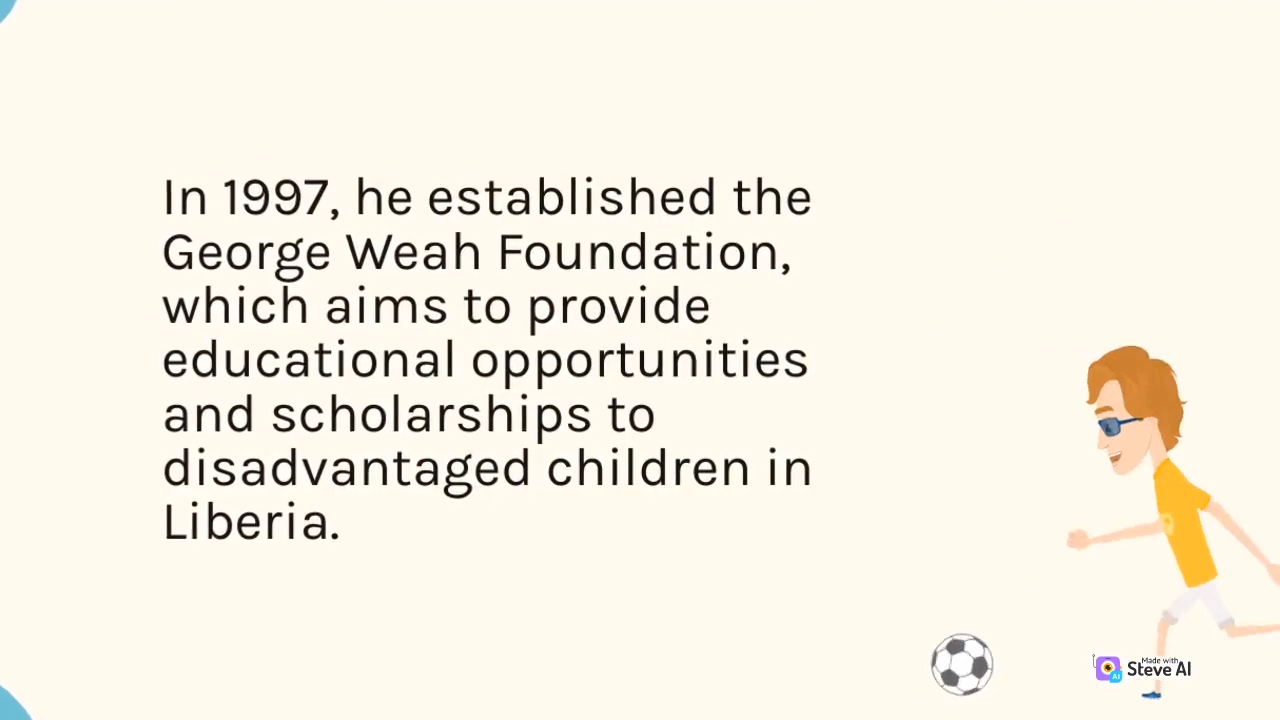 In 1997, he established the
George Weah Foundation,
which aims to provide
educational opportunities
and scholarships to
disadvantaged children in
Liberia.
Made with
Steve AI
AI